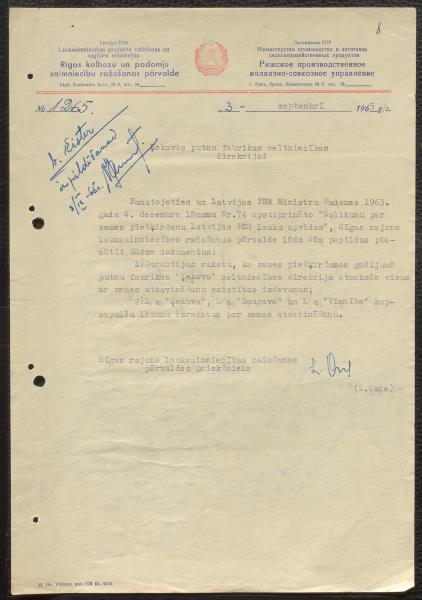 8
Latvijas PSR
Lauksaimniecības produktu ražošanas un
sagādes ministrija
Rīgas kolhozu un padomju
saimniecību ražošanas pārvalde
Латвийская ССР
Министерство производства и заготовок
сельскохозяйственных продуктов
Рижское производственное
колхозно-совхозное управление
№ 1265.
"3" septembrī 1965 g.
Ķekavas putnu fabrikas celtniecības
direkcijai
b. Eister
izpildīšanai
Pamatojoties uz Latvijas PSR Ministru Padomes 1963.
gada 4. decembra lēmumu Nr.74 apstiprināto "Nolikumu par
zemes piešķiršanu Latvijas PSR lauku apvidos", Rīgas rajona
lauksaimniecības ražošanas pārvalde lūdz Jūs papildus pie-
sūtīt šādus dokumentus:
1) Garantijas rakstu, ka zemes piešķiršanas gadījumā
putnu fabrikas "Ķekava" celtniecības direkcija atmaksās visus
ar zemes atsavināšanu saistītos izdevumus;
2) L/a "Ķekava", L/a "Daugava" un L/a "Vienība" kop-
sapulču lēmumu izrakstus par zemes atsavināšanu.
Rīgas rajona lauksaimniecības ražošanas
pārvaldes priekšnieks
(L.Osis)